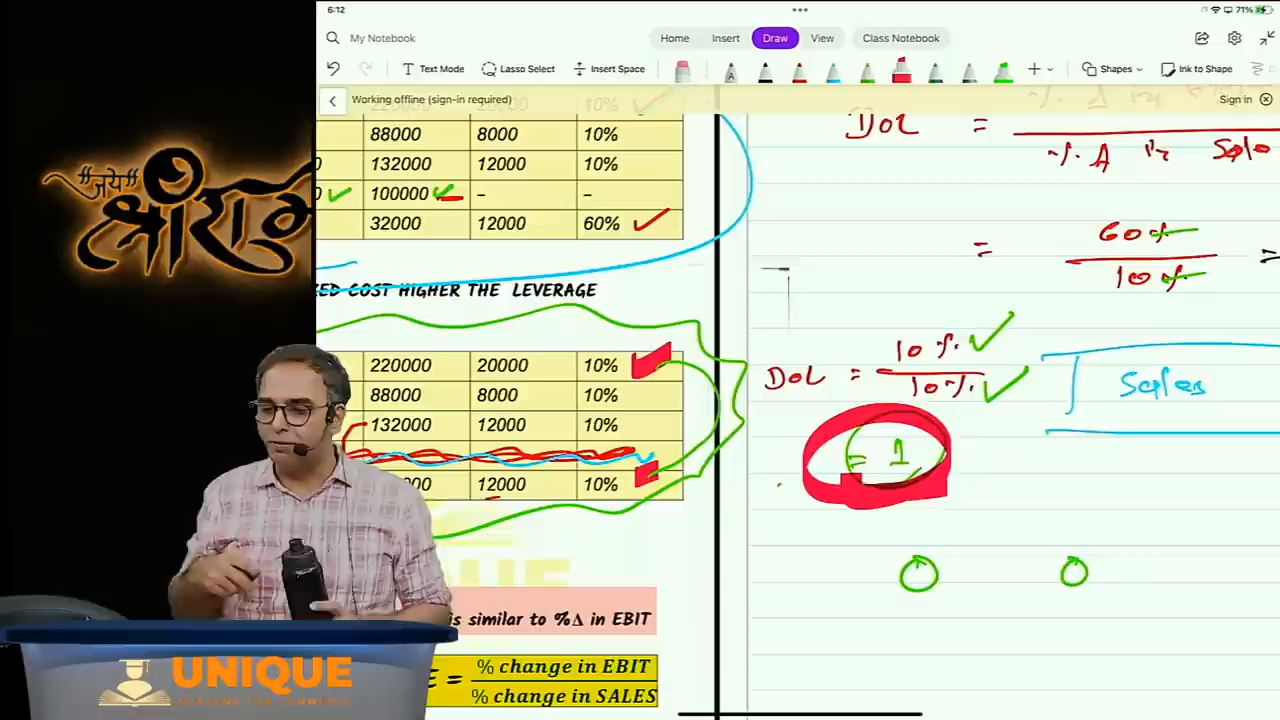 6:12
71%
My Notebook
Home
Insert
Draw
View
Class Notebook
Text Mode
Lasso Select
Insert Space
Shapes
Ink to Shape
Working offline (sign-in required)
Sign in
10%
88000 8000 10%
132000 12000 10%
100000 – –
32000 12000 60%
COST HIGHER THE LEVERAGE
220000 20000 10%
88000 8000 10%
132000 12000 10%
12000 10%
is similar to %Δ in EBIT
= % change in EBIT
% change in SALES
DOL =
=
60%
10%
=
DOL = 10%
10%
= 1
Sales
"जय"
श्रीराम
UNIQUE